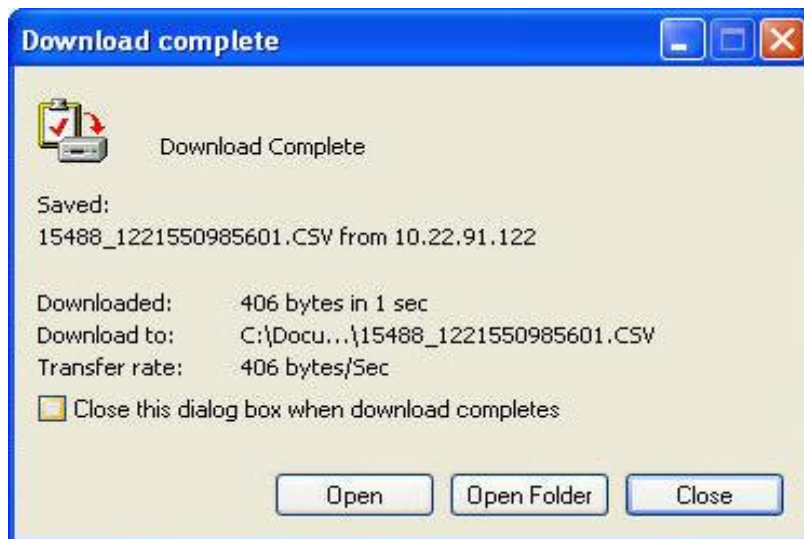 Download complete
Download Complete
Saved:
15488_1221550985601.CSV from 10.22.91.122
Downloaded: 406 bytes in 1 sec
Download to: C:\Docu...\15488_1221550985601.CSV
Transfer rate: 406 bytes/Sec
Close this dialog box when download completes
Open Open Folder Close